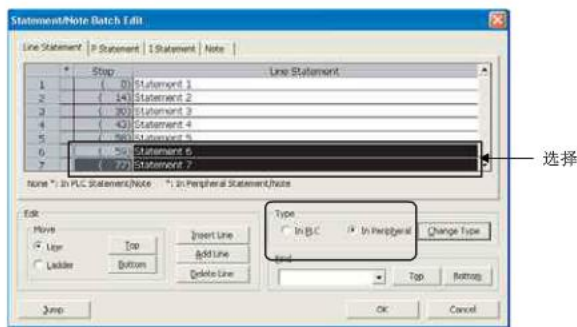 Statement/Note Batch Edit
Line Statement P Statement I Statement Note
* Step Line Statement
1 ( 0) Statement 1
2 ( 14) Statement 2
3 ( 30) Statement 3
4 ( 43) Statement 4
5 ( 58) Statement 5
6 ( 59) Statement 6
7 ( 77) Statement 7
选择
None *: In PLC Statement/Note *: In Peripheral Statement/Note
Edit
Move
Line
Ladder
Top
Bottom
Insert Line
Add Line
Delete Line
Type
In PLC
In Peripheral
Change Type
Find
Top
Bottom
Jump
OK
Cancel